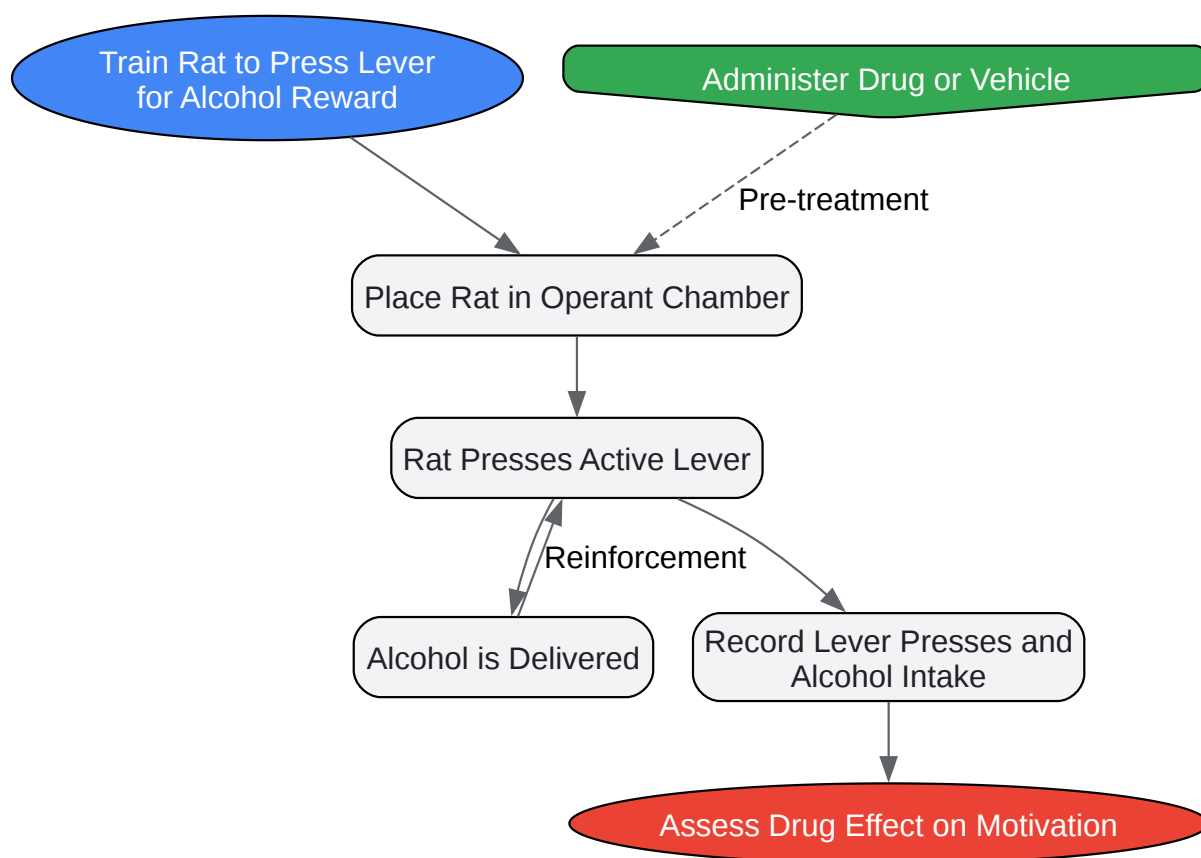 Train Rat to Press Lever
for Alcohol Reward
Administer Drug or Vehicle
Pre-treatment
Place Rat in Operant Chamber
Rat Presses Active Lever
Reinforcement
Alcohol is Delivered
Record Lever Presses and
Alcohol Intake
Assess Drug Effect on Motivation